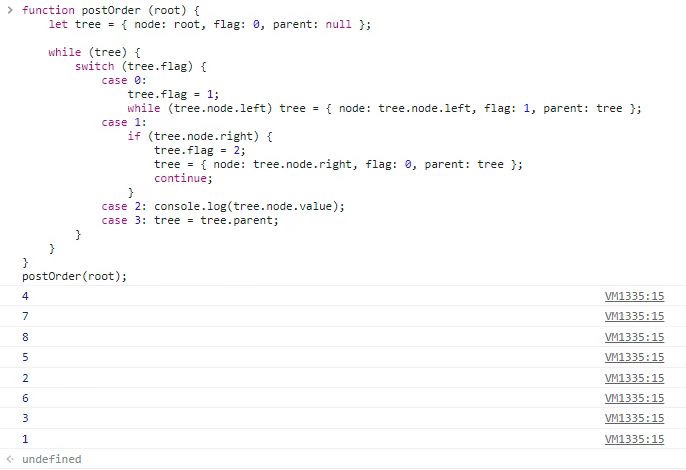 > function postOrder (root) {
    let tree = { node: root, flag: 0, parent: null };

    while (tree) {
        switch (tree.flag) {
            case 0:
                tree.flag = 1;
                while (tree.node.left) tree = { node: tree.node.left, flag: 1, parent: tree };
            case 1:
                if (tree.node.right) {
                    tree.flag = 2;
                    tree = { node: tree.node.right, flag: 0, parent: tree };
                    continue;
                }
            case 2: console.log(tree.node.value);
            case 3: tree = tree.parent;
        }
    }
}
postOrder(root);
4 VM1335:15
7 VM1335:15
8 VM1335:15
5 VM1335:15
2 VM1335:15
6 VM1335:15
3 VM1335:15
1 VM1335:15
undefined